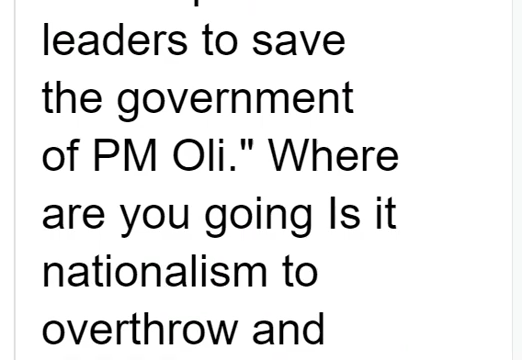 leaders to save
the government
of PM Oli." Where
are you going Is it
nationalism to
overthrow and